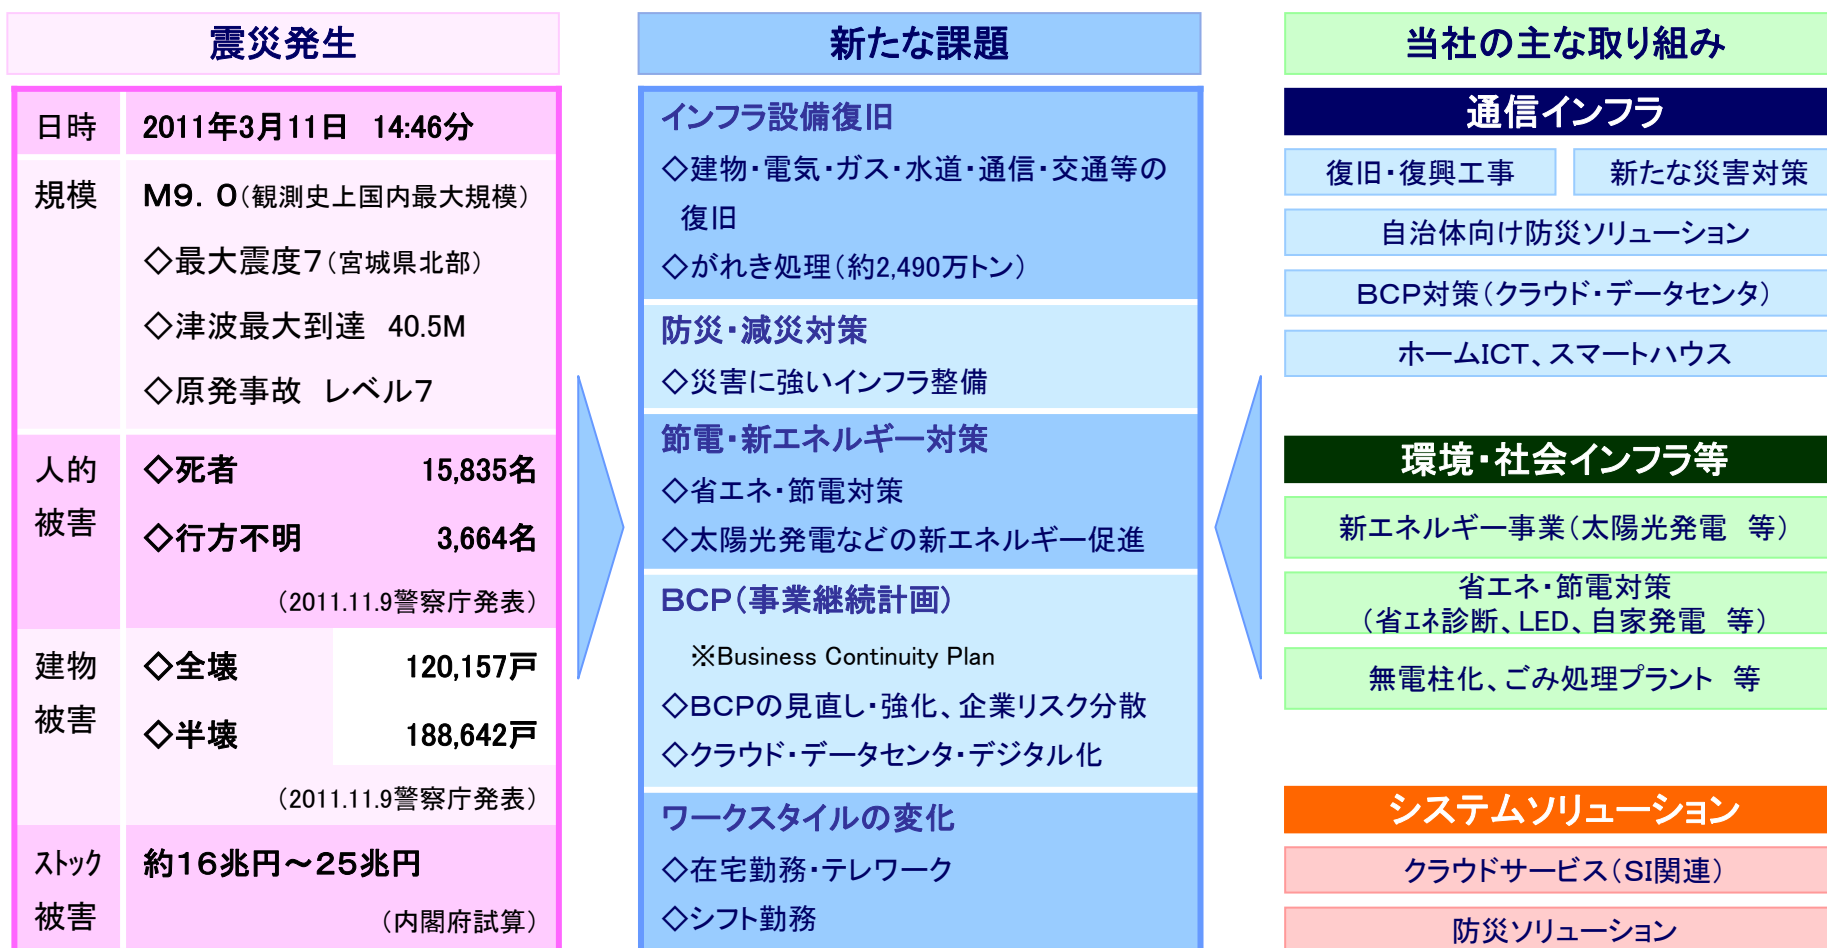 震災発生
日時 2011年3月11日 14:46分
規模 M9.0(観測史上国内最大規模)
◇最大震度7(宮城県北部)
◇津波最大到達 40.5M
◇原発事故 レベル7
人的
被害
◇死者 15,835名
◇行方不明 3,664名
(2011.11.9警察庁発表)
建物
被害
◇全壊 120,157戸
◇半壊 188,642戸
(2011.11.9警察庁発表)
ストック
被害
約16兆円~25兆円
(内閣府試算)
新たな課題
インフラ設備復旧
◇建物・電気・ガス・水道・通信・交通等の
復旧
◇がれき処理(約2,490万トン)
防災・減災対策
◇災害に強いインフラ整備
節電・新エネルギー対策
◇省エネ・節電対策
◇太陽光発電などの新エネルギー促進
BCP(事業継続計画)
※Business Continuity Plan
◇BCPの見直し・強化、企業リスク分散
◇クラウド・データセンタ・デジタル化
ワークスタイルの変化
◇在宅勤務・テレワーク
◇シフト勤務
当社の主な取り組み
通信インフラ
復旧・復興工事 新たな災害対策
自治体向け防災ソリューション
BCP対策(クラウド・データセンタ)
ホームICT、スマートハウス
環境・社会インフラ等
新エネルギー事業(太陽光発電 等)
省エネ・節電対策
(省エネ診断、LED、自家発電 等)
無電柱化、ごみ処理プラント 等
システムソリューション
クラウドサービス(SI関連)
防災ソリューション